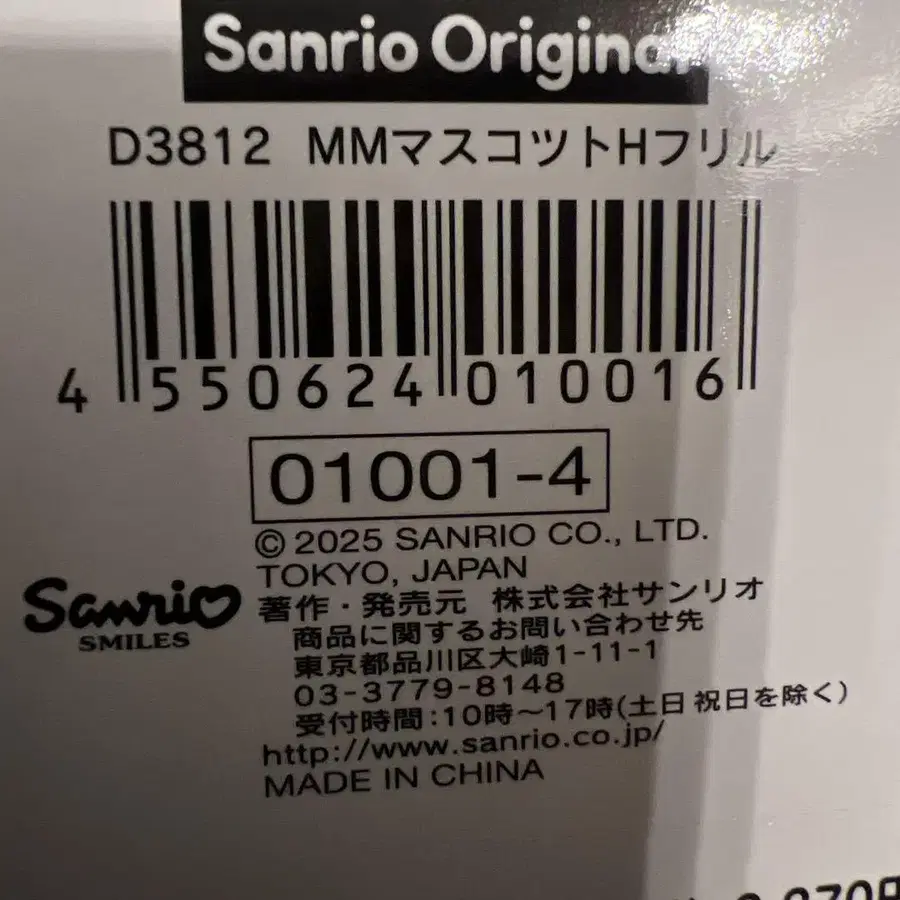 Sanrio Original
D3812 MMマスコツトHフリル
4 550624 010016
01001-4
© 2025 SANRIO CO., LTD.
TOKYO, JAPAN
Sanrio
SMILES
著作・発売元 株式会社サンリオ
商品に関するお問い合わせ先
東京都品川区大崎1-11-1
03-3779-8148
受付時間:10時～17時(土日 祝日を除く)
http://www.sanrio.co.jp/
MADE IN CHINA